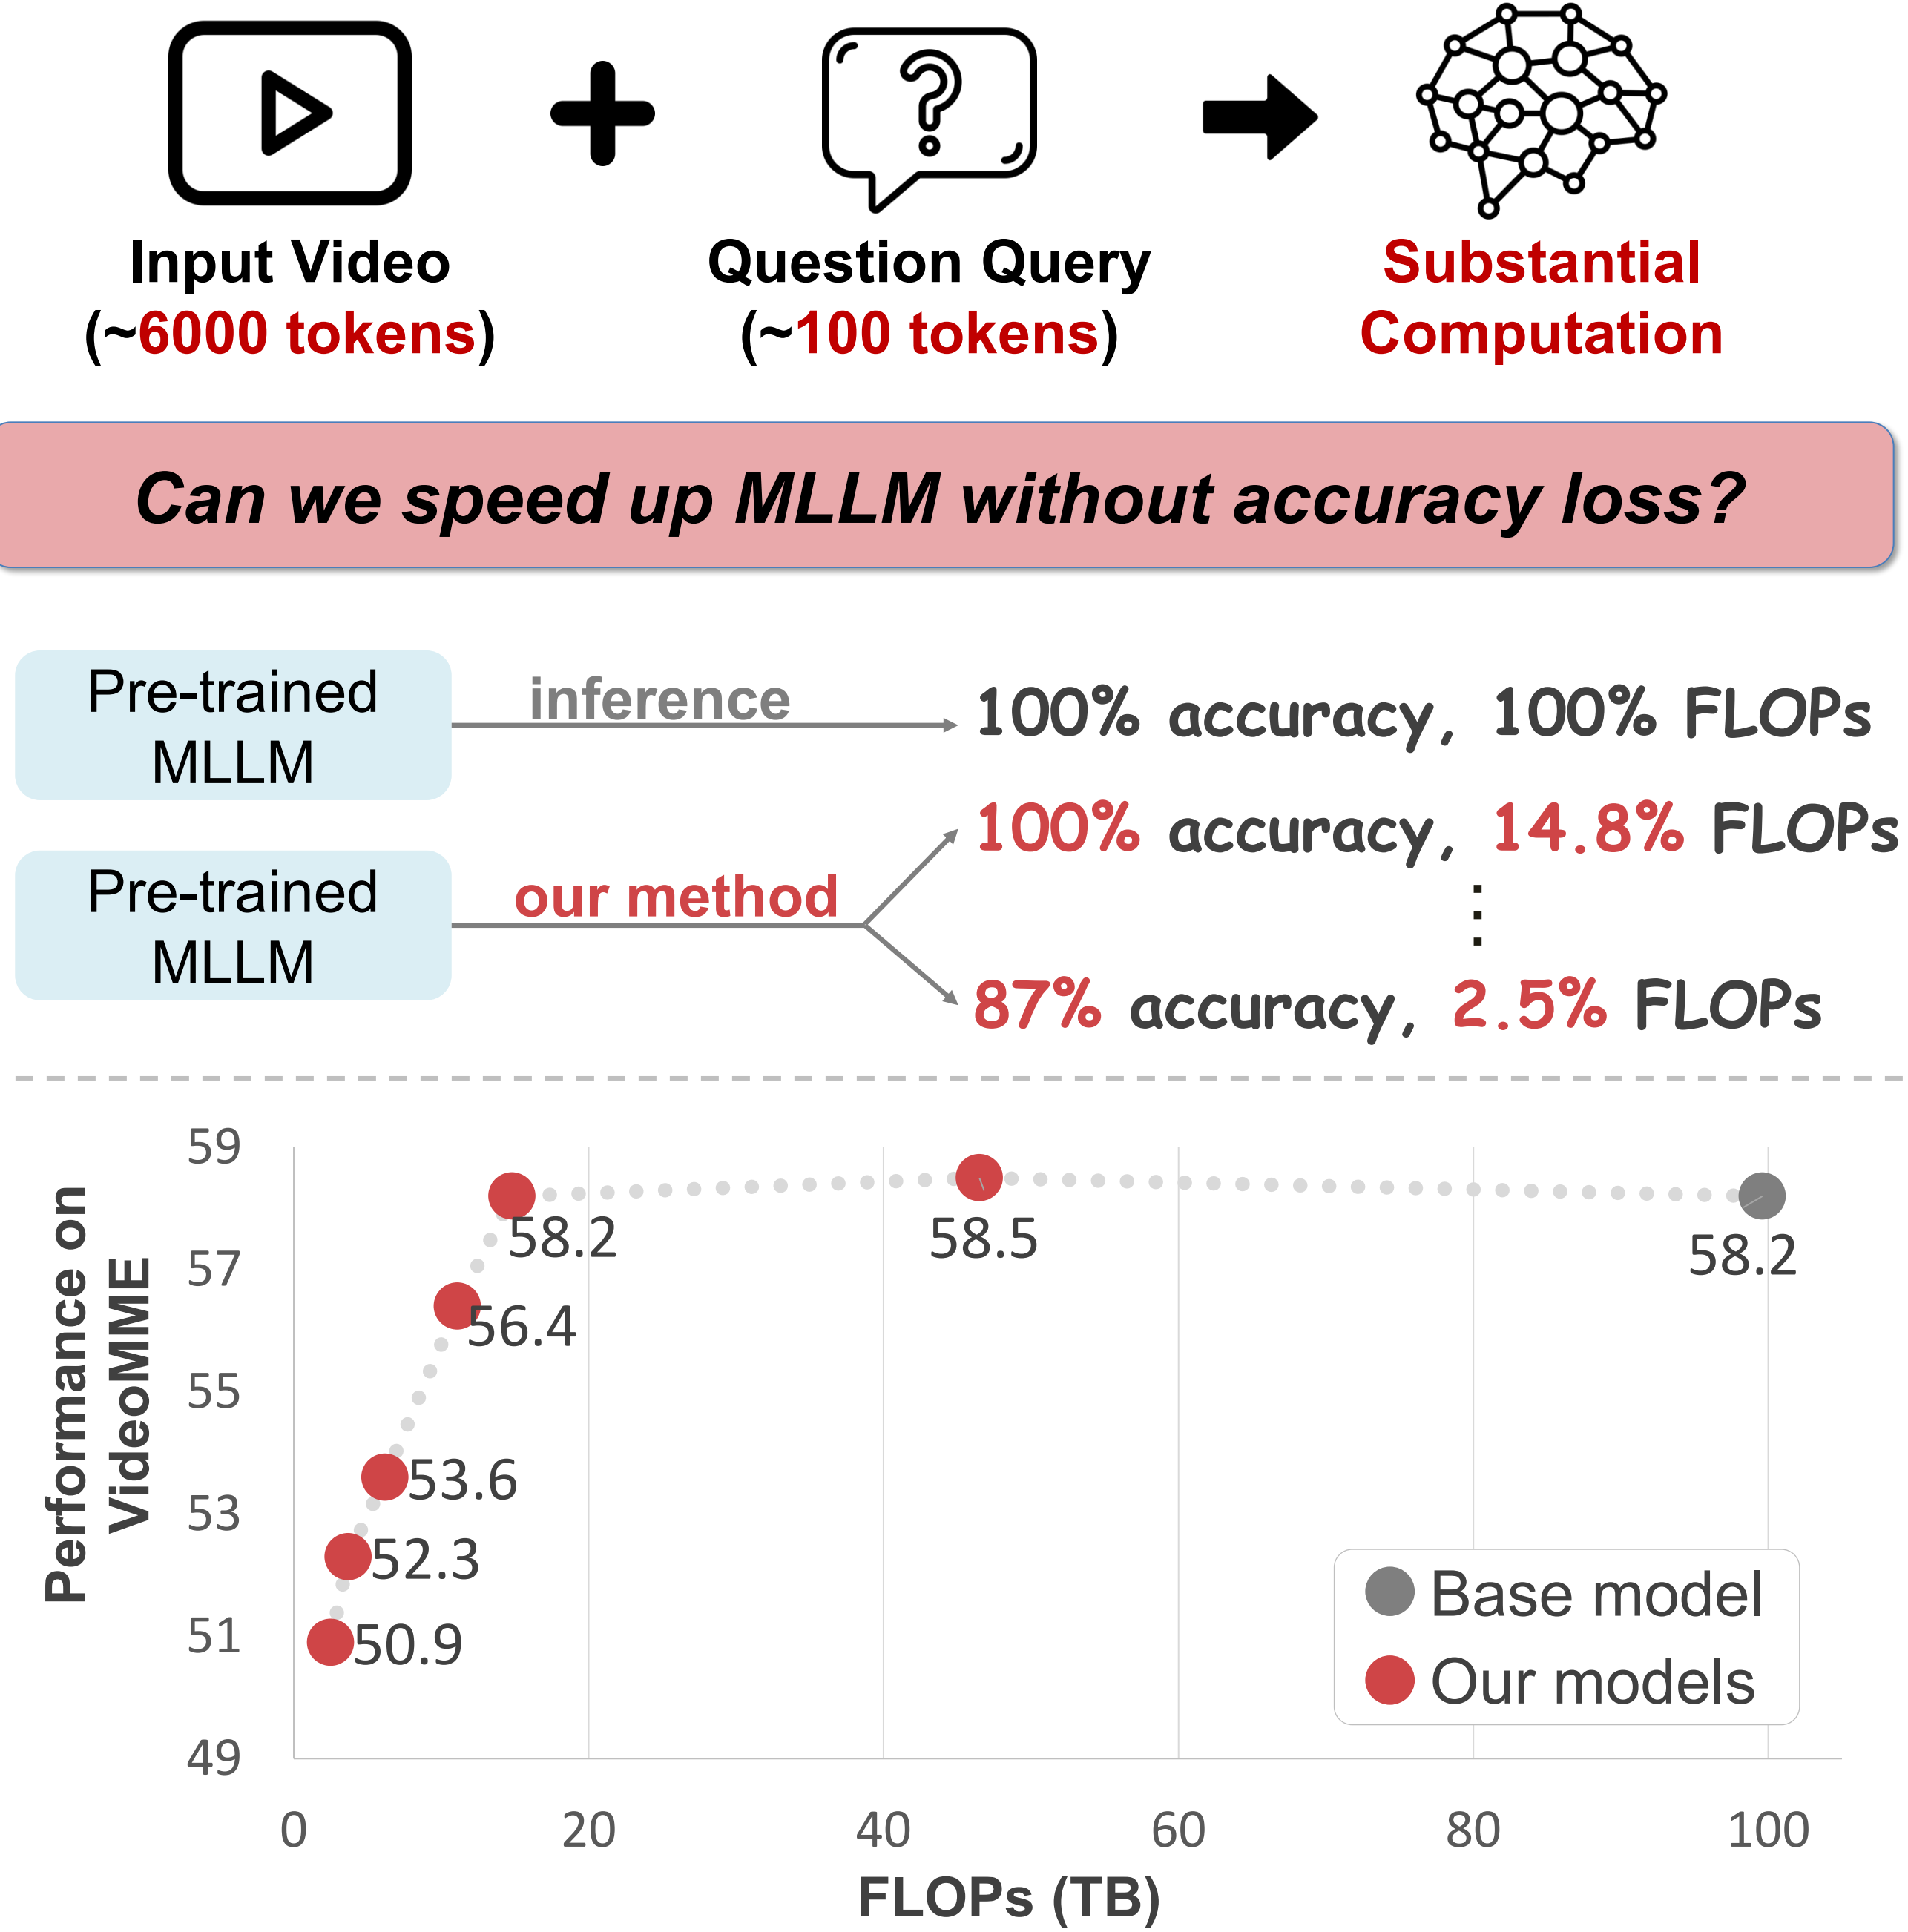 Input Video
(~6000 tokens)
Question Query
(~100 tokens)
Substantial
Computation
Can we speed up MLLM without accuracy loss?
Pre-trained
MLLM
inference
100% accuracy, 100% FLOPs
Pre-trained
MLLM
our method
100% accuracy, 14.8% FLOPs
87% accuracy, 2.5% FLOPs
Performance on
VideoMME
59
57
55
53
51
49
58.2
58.5
58.2
56.4
53.6
52.3
50.9
Base model
Our models
0
20
40
60
80
100
FLOPs (TB)